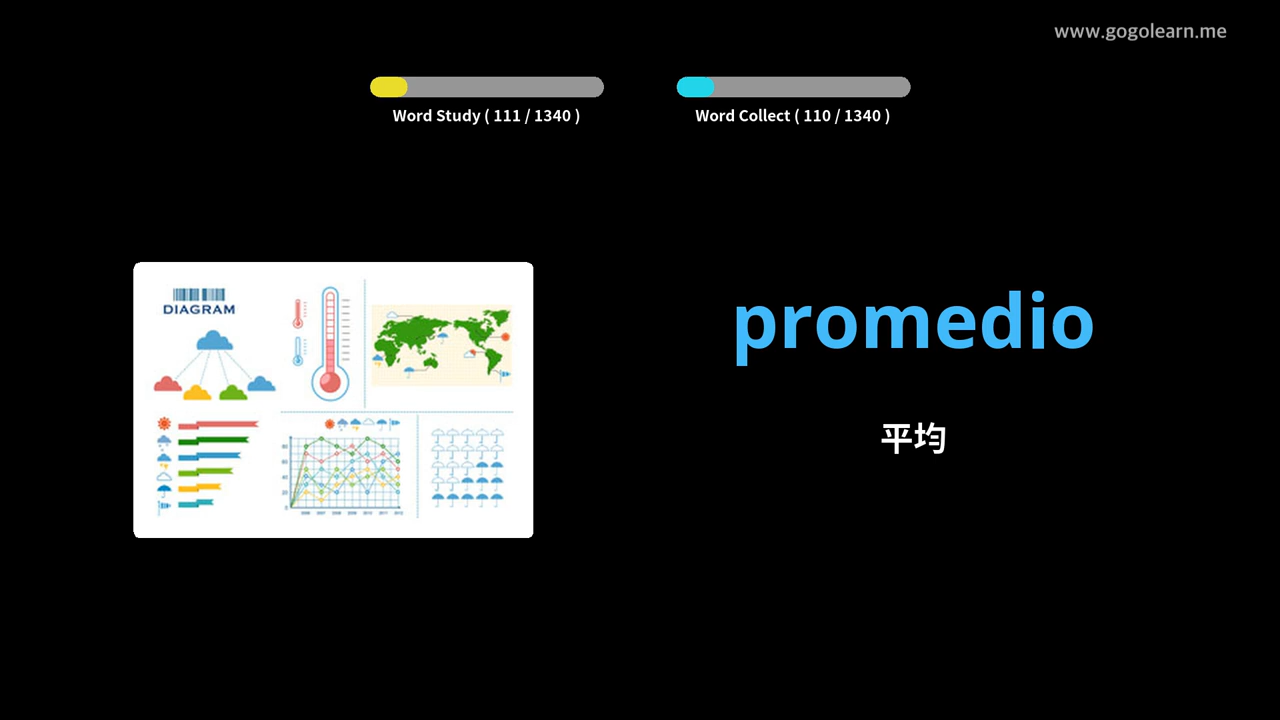 www.gogolearn.me
Word Study ( 111 / 1340 )
Word Collect ( 110 / 1340 )
DIAGRAM
promedio
平均